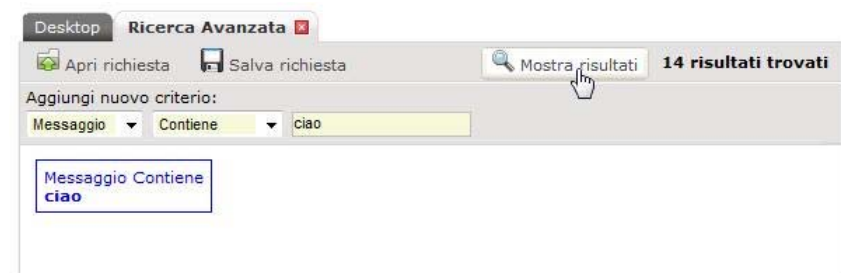 Desktop Ricerca Avanzata
Apri richiesta Salva richiesta Mostra risultati 14 risultati trovati
Aggiungi nuovo criterio:
Messaggio Contiene ciao
Messaggio Contiene
ciao